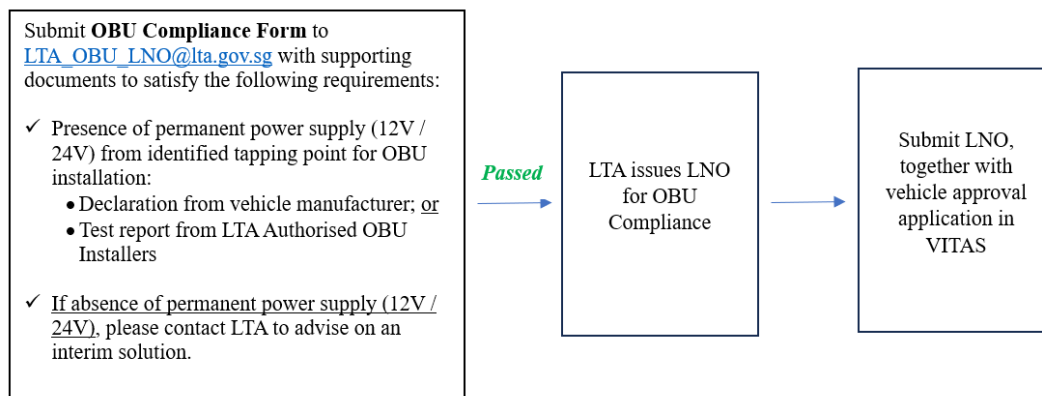 Submit OBU Compliance Form to
LTA_OBU_LNO@lta.gov.sg with supporting
documents to satisfy the following requirements:
✓ Presence of permanent power supply (12V /
24V) from identified tapping point for OBU
installation:
• Declaration from vehicle manufacturer; or
• Test report from LTA Authorised OBU
Installers
✓ If absence of permanent power supply (12V /
24V), please contact LTA to advise on an
interim solution.
Passed
LTA issues LNO
for OBU
Compliance
Submit LNO,
together with
vehicle approval
application in
VITAS